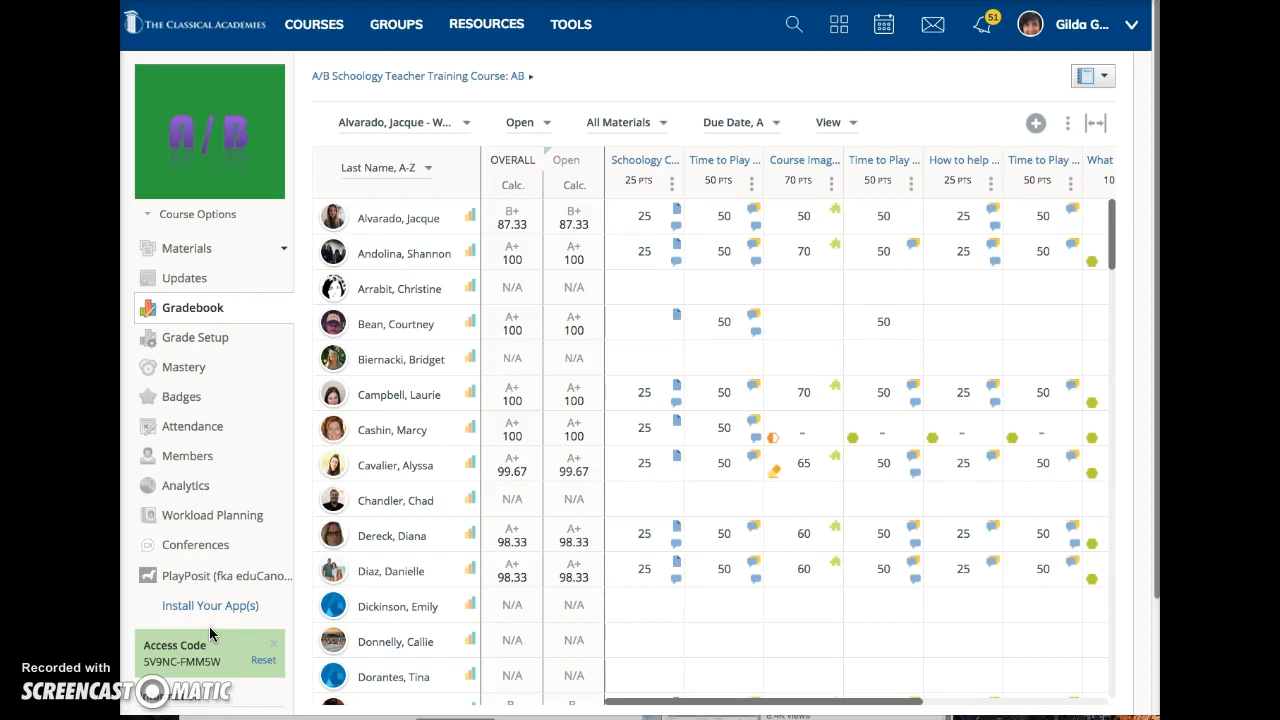 THE CLASSICAL ACADEMIES COURSES GROUPS RESOURCES TOOLS 51 Gilda G...
A/B
Course Options
Materials
Updates
Gradebook
Grade Setup
Mastery
Badges
Attendance
Members
Analytics
Workload Planning
Conferences
PlayPosit (fka eduCano...
Install Your App(s)
Access Code
5V9NC-FMM5W Reset
A/B Schoology Teacher Training Course: AB
Alvarado, Jacque - W... Open All Materials Due Date, A View
Last Name, A-Z OVERALL Open Schoology C... Time to Play ... Course Imag... Time to Play ... How to help ... Time to Play ... What
Calc. Calc. 25 PTS 50 PTS 70 PTS 50 PTS 25 PTS 50 PTS 10
Alvarado, Jacque B+ 87.33 B+ 87.33 25 50 50 50 25 50
Andolina, Shannon A+ 100 A+ 100 25 50 70 50 25 50
Arrabit, Christine N/A N/A
Bean, Courtney A+ 100 A+ 100 50 50
Biernacki, Bridget N/A N/A
Campbell, Laurie A+ 100 A+ 100 25 50 70 50 25 50
Cashin, Marcy A+ 100 A+ 100 25 50 - - - -
Cavalier, Alyssa A+ 99.67 A+ 99.67 25 50 65 50 25 50
Chandler, Chad N/A N/A
Dereck, Diana A+ 98.33 A+ 98.33 25 50 60 50 25 50
Diaz, Danielle A+ 98.33 A+ 98.33 25 50 60 50 25 50
Dickinson, Emily N/A N/A
Donnelly, Callie N/A N/A
Dorantes, Tina N/A N/A
Recorded with
SCREENCAST-O-MATIC
8.4K views